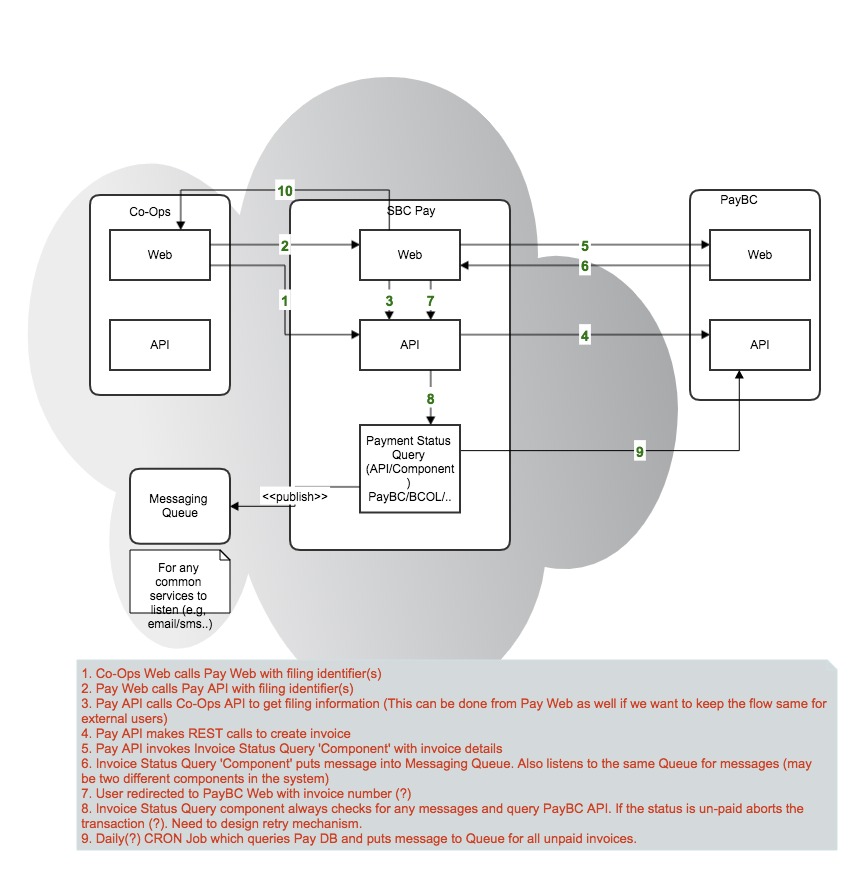 10
Co-Ops
SBC Pay
PayBC
Web
2
Web
5
Web
6
1
3
7
API
API
4
API
8
Payment Status
Query
(API/Component
)
PayBC/BCOL/..
9
Messaging
Queue
<<publish>>
For any
common
services to
listen (e.g,
email/sms..)
1. Co-Ops Web calls Pay Web with filing identifier(s)
2. Pay Web calls Pay API with filing identifier(s)
3. Pay API calls Co-Ops API to get filing information (This can be done from Pay Web as well if we want to keep the flow same for
external users)
4. Pay API makes REST calls to create invoice
5. Pay API invokes Invoice Status Query 'Component' with invoice details
6. Invoice Status Query 'Component' puts message into Messaging Queue. Also listens to the same Queue for messages (may
be two different components in the system)
7. User redirected to PayBC Web with invoice number (?)
8. Invoice Status Query component always checks for any messages and query PayBC API. If the status is un-paid aborts the
transaction (?). Need to design retry mechanism.
9. Daily(?) CRON Job which queries Pay DB and puts message to Queue for all unpaid invoices.